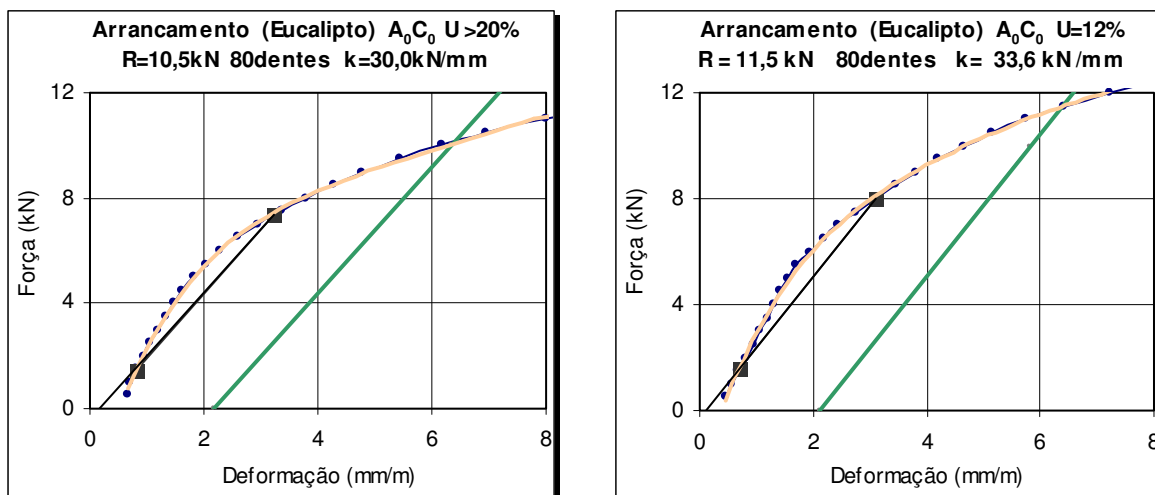 Arrancamento (Eucalipto) A₀C₀ U >20%
R=10,5kN 80dentes k=30,0kN/mm
12
8
4
0
Força (kN)
0 2 4 6 8
Deformação (mm/m)
Arrancamento (Eucalipto) A₀C₀ U=12%
R = 11,5 kN 80dentes k= 33,6 kN/mm
12
8
4
0
Força (kN)
0 2 4 6 8
Deformação (mm/m)